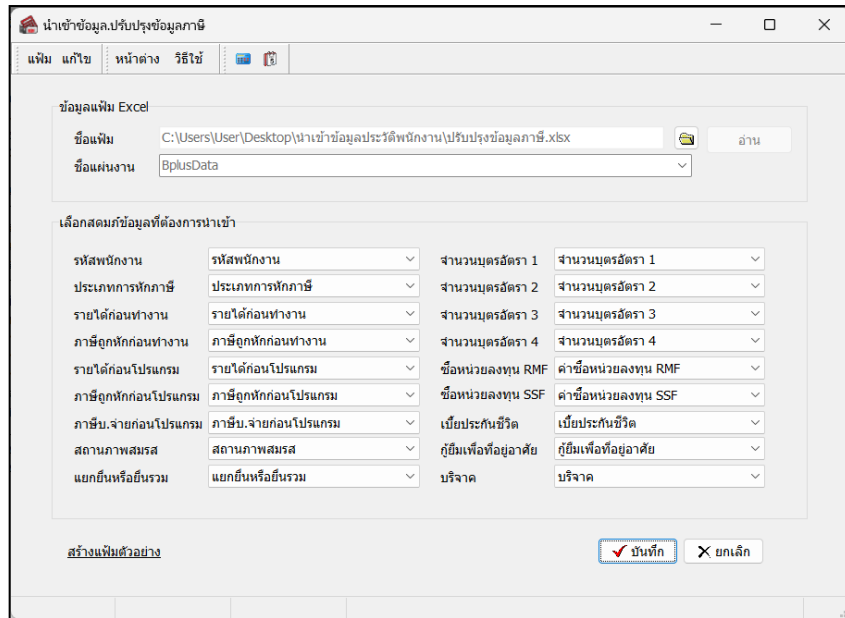 นำเข้าข้อมูล.ปรับปรุงข้อมูลภาษี
แฟ้ม แก้ไข หน้าต่าง วิธีใช้
ข้อมูลแฟ้ม Excel
ชื่อแฟ้ม C:\Users\User\Desktop\นำเข้าข้อมูลประวัติพนักงาน\ปรับปรุงข้อมูลภาษี.xlsx อ่าน
ชื่อแผ่นงาน BplusData
เลือกสดมภ์ข้อมูลที่ต้องการนำเข้า
รหัสพนักงาน รหัสพนักงาน จำนวนบุตรอัตรา 1 จำนวนบุตรอัตรา 1
ประเภทการหักภาษี ประเภทการหักภาษี จำนวนบุตรอัตรา 2 จำนวนบุตรอัตรา 2
รายได้ก่อนทำงาน รายได้ก่อนทำงาน จำนวนบุตรอัตรา 3 จำนวนบุตรอัตรา 3
ภาษีถูกหักก่อนทำงาน ภาษีถูกหักก่อนทำงาน จำนวนบุตรอัตรา 4 จำนวนบุตรอัตรา 4
รายได้ก่อนโปรแกรม รายได้ก่อนโปรแกรม ซื้อหน่วยลงทุน RMF ค่าซื้อหน่วยลงทุน RMF
ภาษีถูกหักก่อนโปรแกรม ภาษีถูกหักก่อนโปรแกรม ซื้อหน่วยลงทุน SSF ค่าซื้อหน่วยลงทุน SSF
ภาษีบ.จ่ายก่อนโปรแกรม ภาษีบ.จ่ายก่อนโปรแกรม เบี้ยประกันชีวิต เบี้ยประกันชีวิต
สถานภาพสมรส สถานภาพสมรส กู้ยืมเพื่อที่อยู่อาศัย กู้ยืมเพื่อที่อยู่อาศัย
แยกยื่นหรือยื่นรวม แยกยื่นหรือยื่นรวม บริจาค บริจาค
สร้างแฟ้มตัวอย่าง บันทึก ยกเลิก